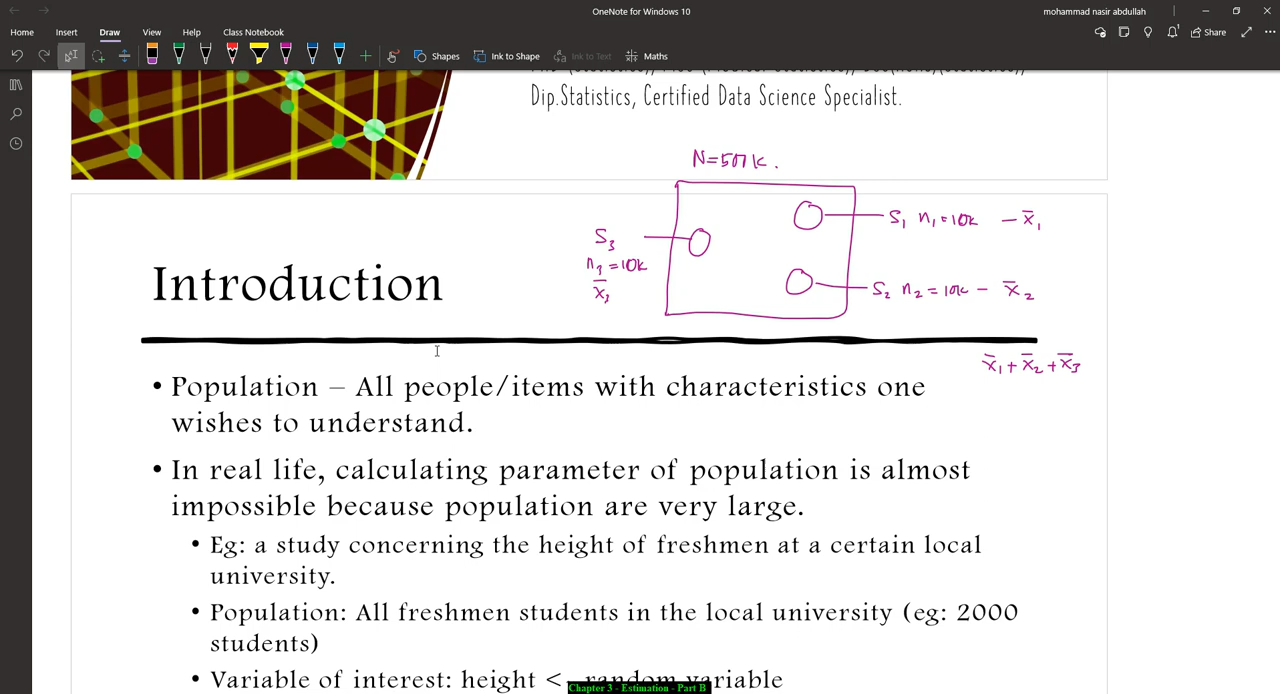 OneNote for Windows 10
mohammad nasir abdullah
Home Insert Draw View Help Class Notebook
Shapes Ink to Shape Ink to Text Maths
Share
Dip.Statistics, Certified Data Science Specialist.
N=500K.
S₁ n₁=10k – x̄₁
S₃
n₃=10k
x̄₃
S₂ n₂=10k – x̄₂
Introduction
x̄₁+x̄₂+x̄₃
• Population – All people/items with characteristics one
wishes to understand.
• In real life, calculating parameter of population is almost
impossible because population are very large.
• Eg: a study concerning the height of freshmen at a certain local
university.
• Population: All freshmen students in the local university (eg: 2000
students)
• Variable of interest: height <- random variable
Chapter 3 - Estimation - Part B